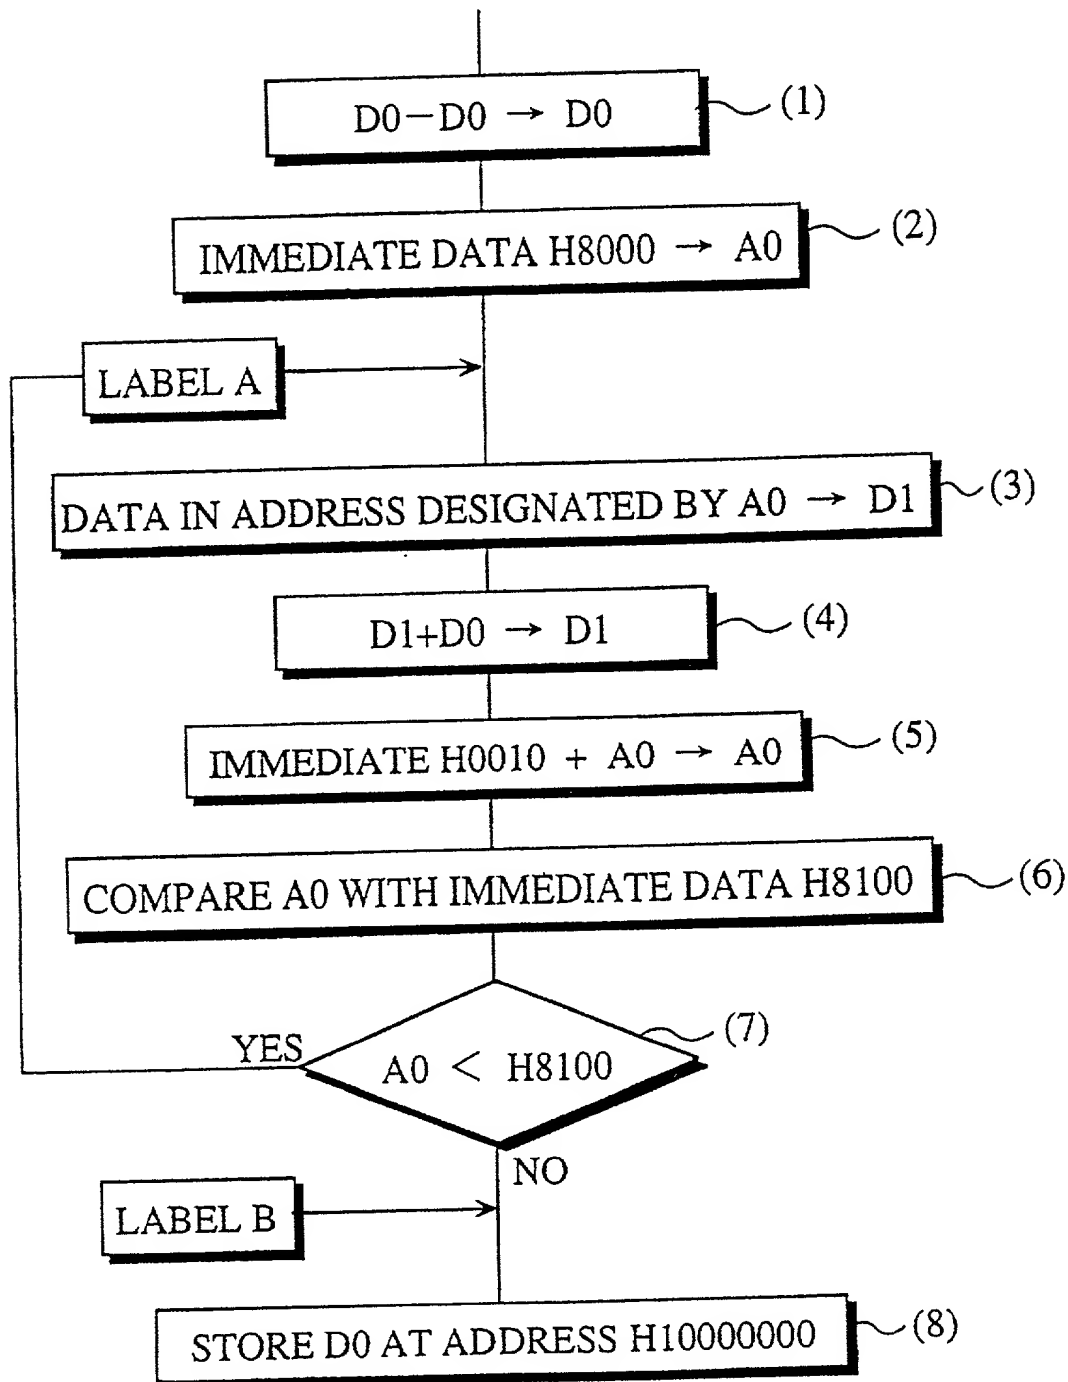 D0−D0 → D0
(1)
IMMEDIATE DATA H8000 → A0
(2)
LABEL A
DATA IN ADDRESS DESIGNATED BY A0 → D1
(3)
D1+D0 → D1
(4)
IMMEDIATE H0010 + A0 → A0
(5)
COMPARE A0 WITH IMMEDIATE DATA H8100
(6)
(7)
YES
A0 < H8100
NO
LABEL B
STORE D0 AT ADDRESS H10000000
(8)